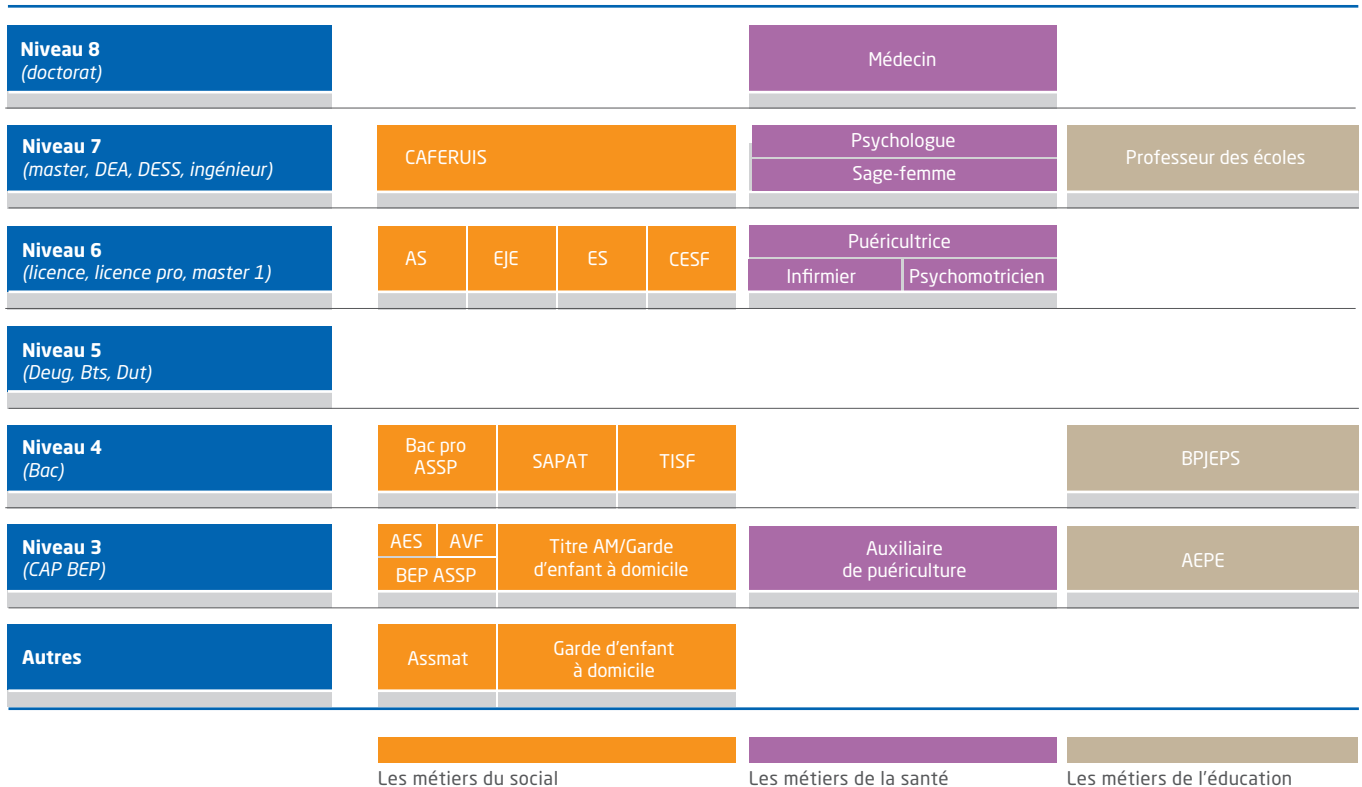 Niveau 8
(doctorat)
Médecin
Niveau 7
(master, DEA, DESS, ingénieur)
CAFERUIS
Psychologue
Sage-femme
Professeur des écoles
Niveau 6
(licence, licence pro, master 1)
AS
EJE
ES
CESF
Puéricultrice
Infirmier
Psychomotricien
Niveau 5
(Deug, Bts, Dut)
Niveau 4
(Bac)
Bac pro
ASSP
SAPAT
TISF
BPJEPS
Niveau 3
(CAP BEP)
AES
AVF
BEP ASSP
Titre AM/Garde
d'enfant à domicile
Auxiliaire
de puériculture
AEPE
Autres
Assmat
Garde d'enfant
à domicile
Les métiers du social
Les métiers de la santé
Les métiers de l'éducation